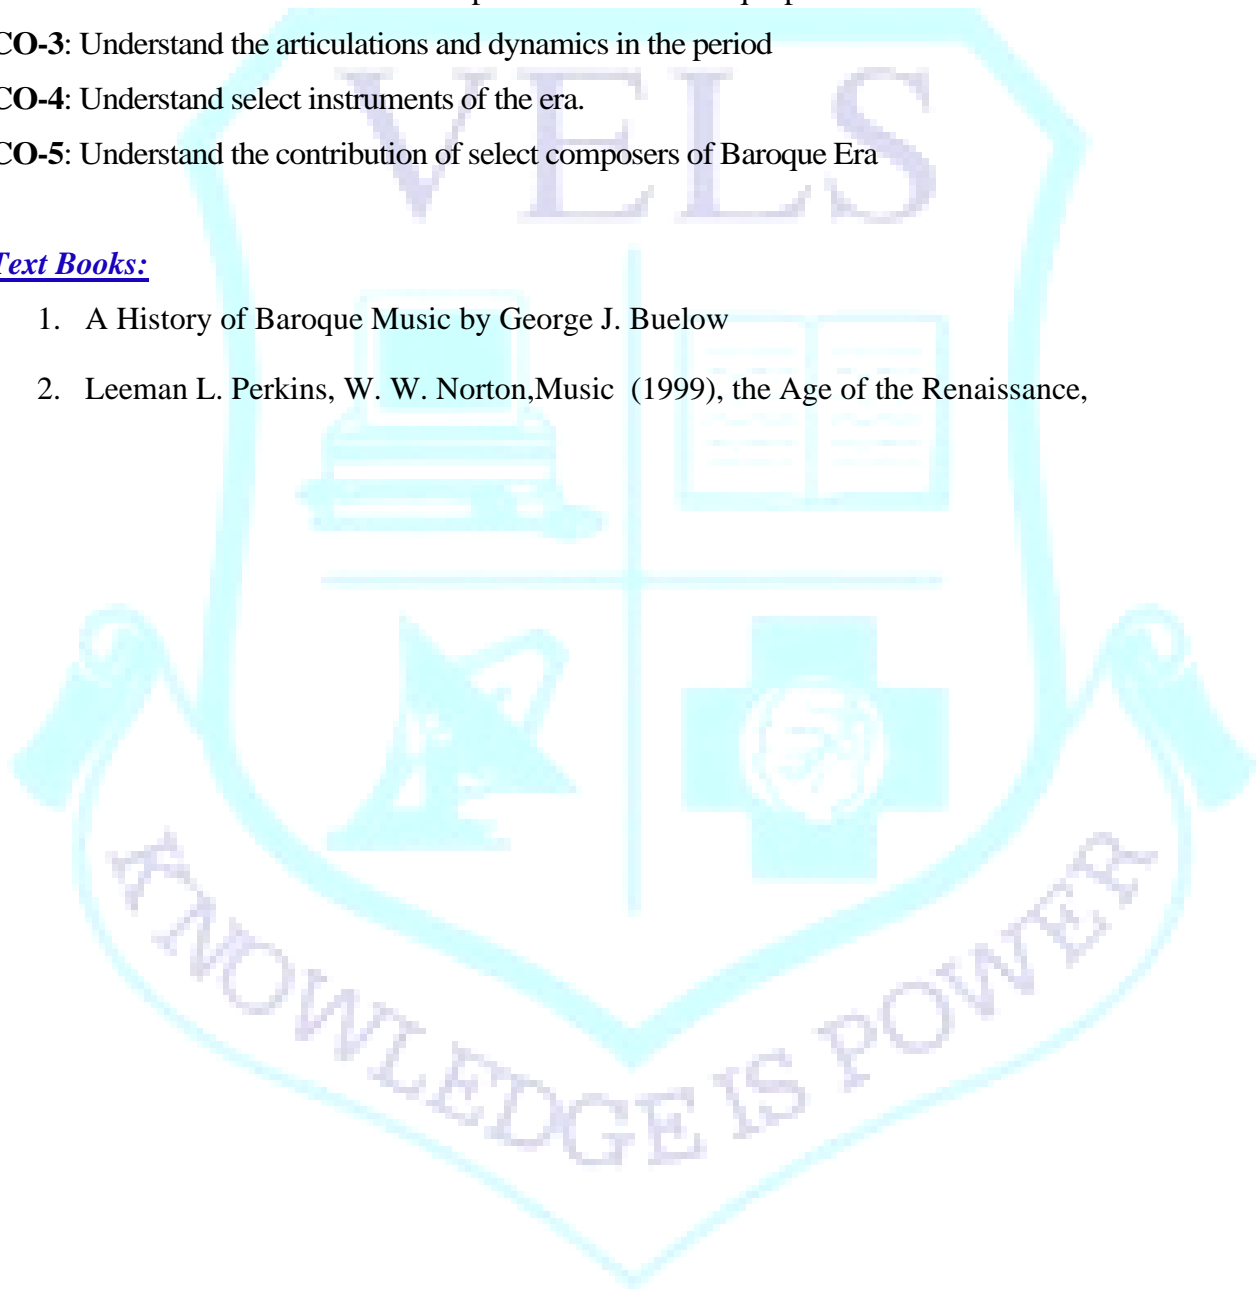 CO-3: Understand the articulations and dynamics in the period
CO-4: Understand select instruments of the era.
CO-5: Understand the contribution of select composers of Baroque Era
Text Books:
1. A History of Baroque Music by George J. Buelow
2. Leeman L. Perkins, W. W. Norton,Music (1999), the Age of the Renaissance,
VELS
KNOWLEDGE IS POWER